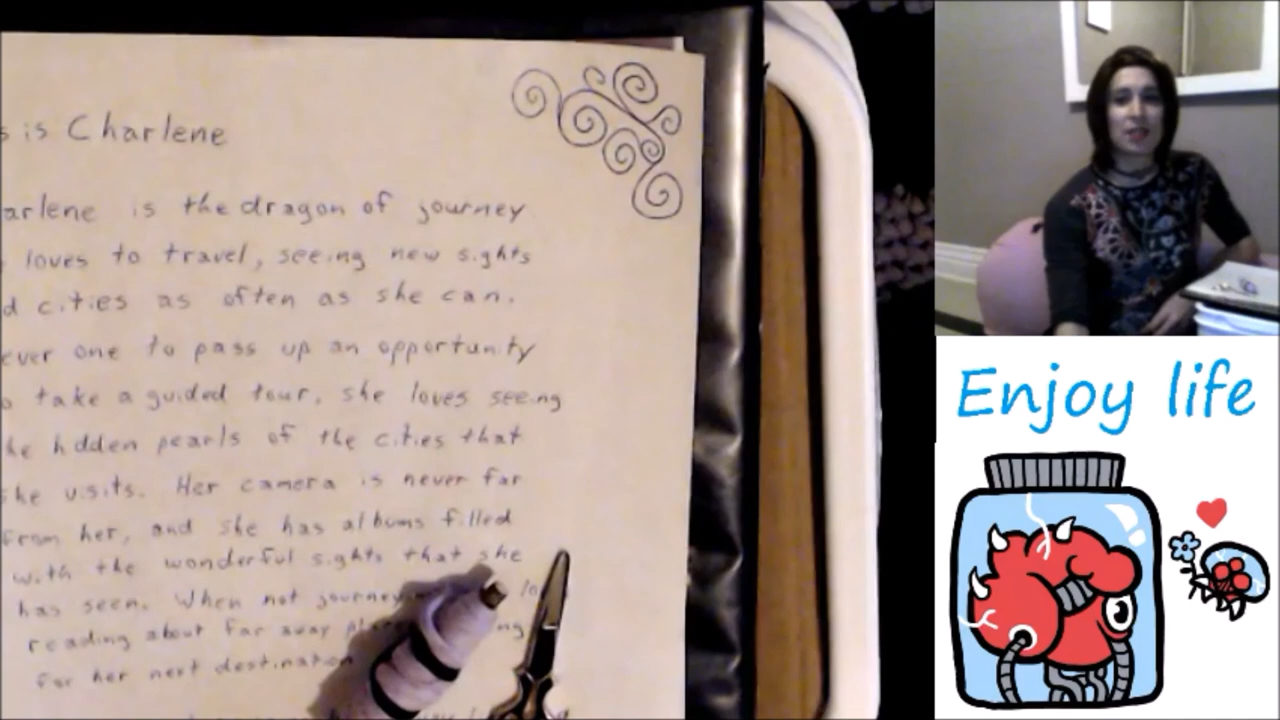 s is Charlene
arlene is the dragon of journey
loves to travel, seeing new sights
d cities as often as she can.
ever one to pass up an opportunity
o take a guided tour, she loves seeing
he hdden pearls of the cities that
she visits. Her camera is never far
from her, and she has albums filled
with the wonderful sights that she
has seen. When not journey
reading about far away
for her next destination
Enjoy life